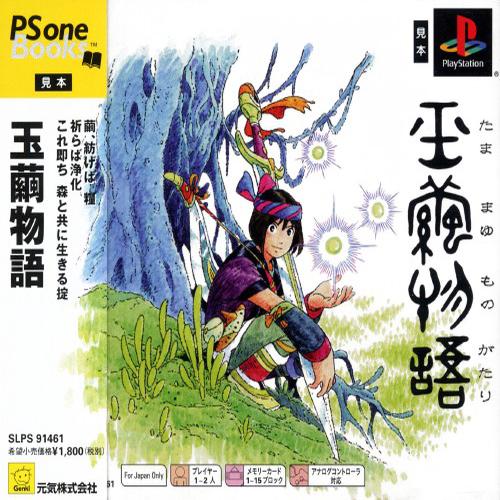 PS one
Books™
見本
玉繭物語
繭、紡げば 糧
祈らば浄化
これ即ち 森と共に生きる掟
SLPS 91461
希望小売価格¥1,800(税別)
Genki
元気株式会社
見本
PlayStation
®
玉繭物語
たま まゆ もの がたり
61
For Japan Only
プレイヤー
1~2人
メモリーカード
1~15ブロック
アナログコントローラ
対応